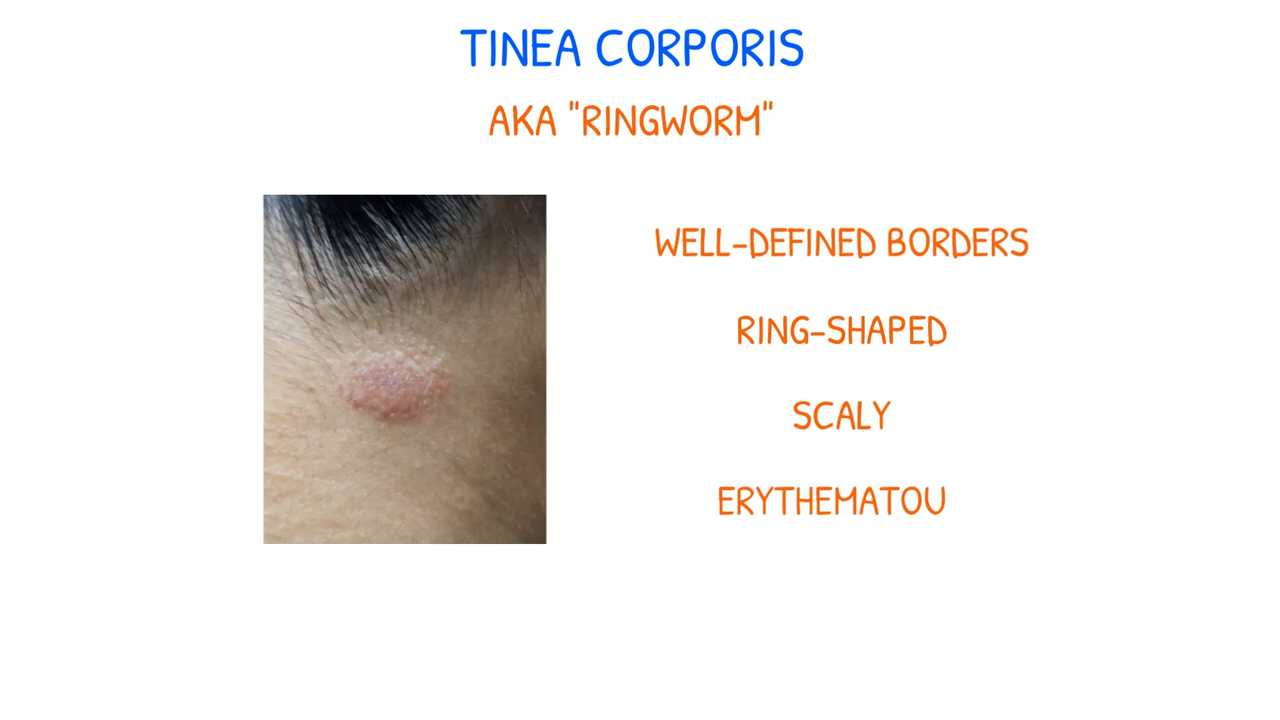 TINEA CORPORIS
AKA "RINGWORM"
WELL-DEFINED BORDERS
RING-SHAPED
SCALY
ERYTHEMATOU